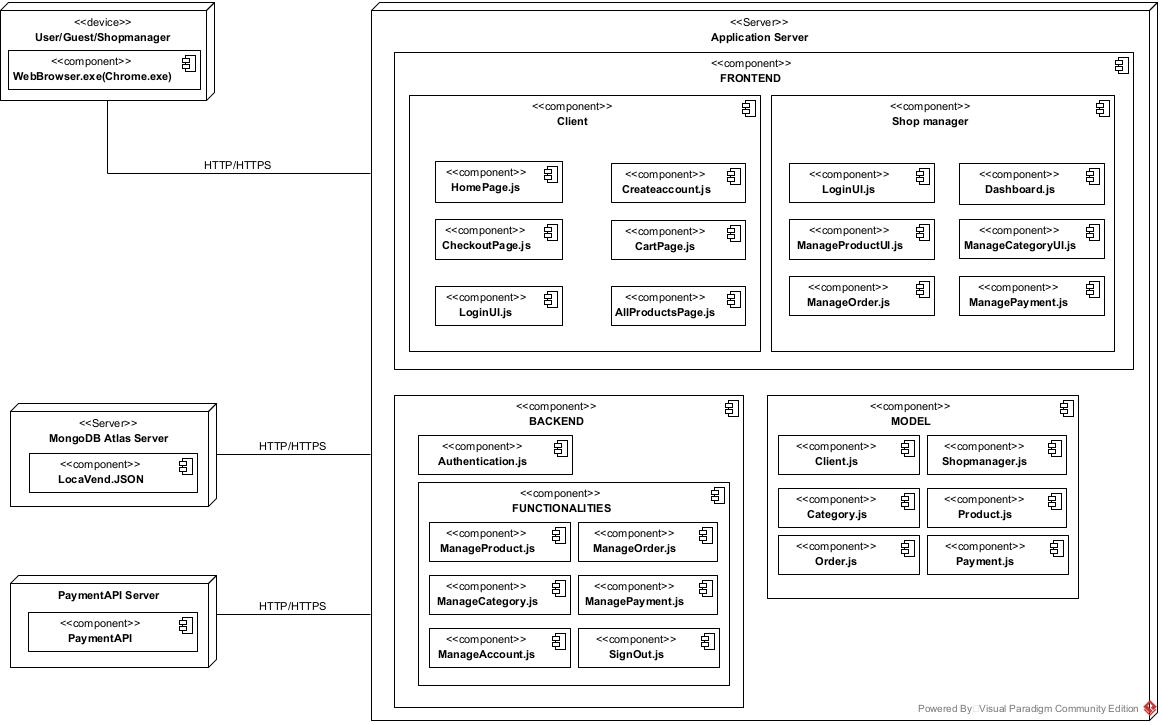 <<device>>
User/Guest/Shopmanager
<<component>>
WebBrowser.exe(Chrome.exe)
HTTP/HTTPS
<<Server>>
MongoDB Atlas Server
<<component>>
LocaVend.JSON
HTTP/HTTPS
PaymentAPI Server
<<component>>
PaymentAPI
HTTP/HTTPS
<<Server>>
Application Server
<<component>>
FRONTEND
<<component>>
Client
<<component>>
HomePage.js
<<component>>
Createaccount.js
<<component>>
CheckoutPage.js
<<component>>
CartPage.js
<<component>>
LoginUI.js
<<component>>
AllProductsPage.js
<<component>>
Shop manager
<<component>>
LoginUI.js
<<component>>
Dashboard.js
<<component>>
ManageProductUI.js
<<component>>
ManageCategoryUI.js
<<component>>
ManageOrder.js
<<component>>
ManagePayment.js
<<component>>
BACKEND
<<component>>
Authentication.js
<<component>>
FUNCTIONALITIES
<<component>>
ManageProduct.js
<<component>>
ManageOrder.js
<<component>>
ManageCategory.js
<<component>>
ManagePayment.js
<<component>>
ManageAccount.js
<<component>>
SignOut.js
<<component>>
MODEL
<<component>>
Client.js
<<component>>
Shopmanager.js
<<component>>
Category.js
<<component>>
Product.js
<<component>>
Order.js
<<component>>
Payment.js
Powered By Visual Paradigm Community Edition